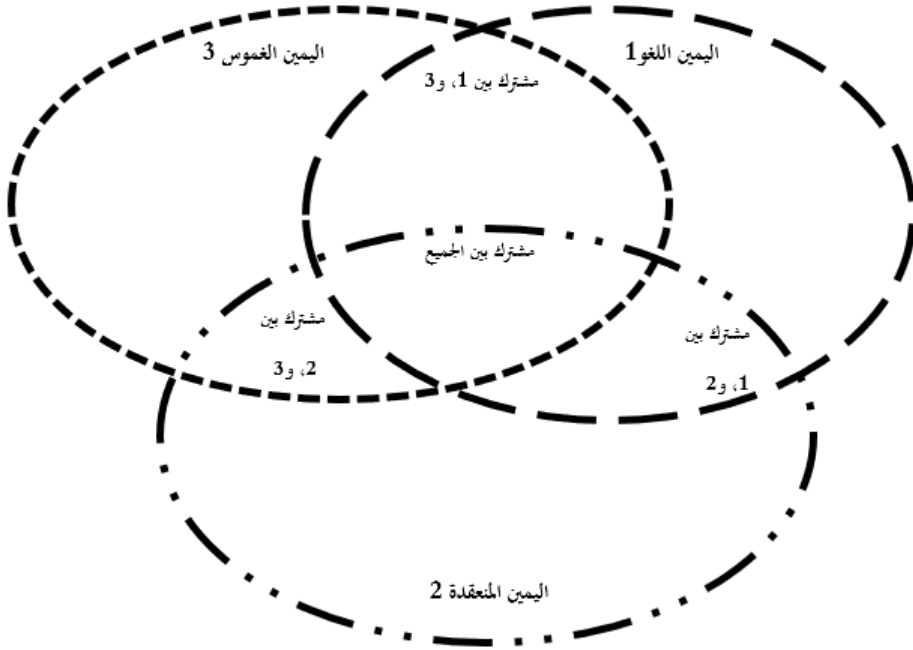 اليمين اللغو1
اليمين الغموس 3
مشترك بين 1، و3
مشترك بين الجميع
مشترك بين
1، و2
مشترك بين
2، و3
اليمين المنعقدة 2